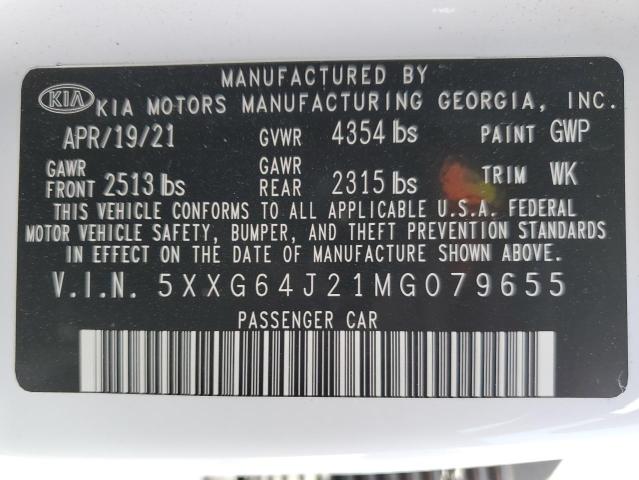 MANUFACTURED BY
KIA KIA MOTORS MANUFACTURING GEORGIA, INC.
APR/19/21 GVWR 4354 lbs PAINT GWP
GAWR FRONT 2513 lbs GAWR REAR 2315 lbs TRIM WK
THIS VEHICLE CONFORMS TO ALL APPLICABLE U.S.A. FEDERAL
MOTOR VEHICLE SAFETY, BUMPER, AND THEFT PREVENTION STANDARDS
IN EFFECT ON THE DATE OF MANUFACTURE SHOWN ABOVE.
V.I.N. 5XXG64J21MG079655
PASSENGER CAR